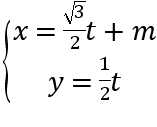 x = √3/2 t + m
y = 1/2 t